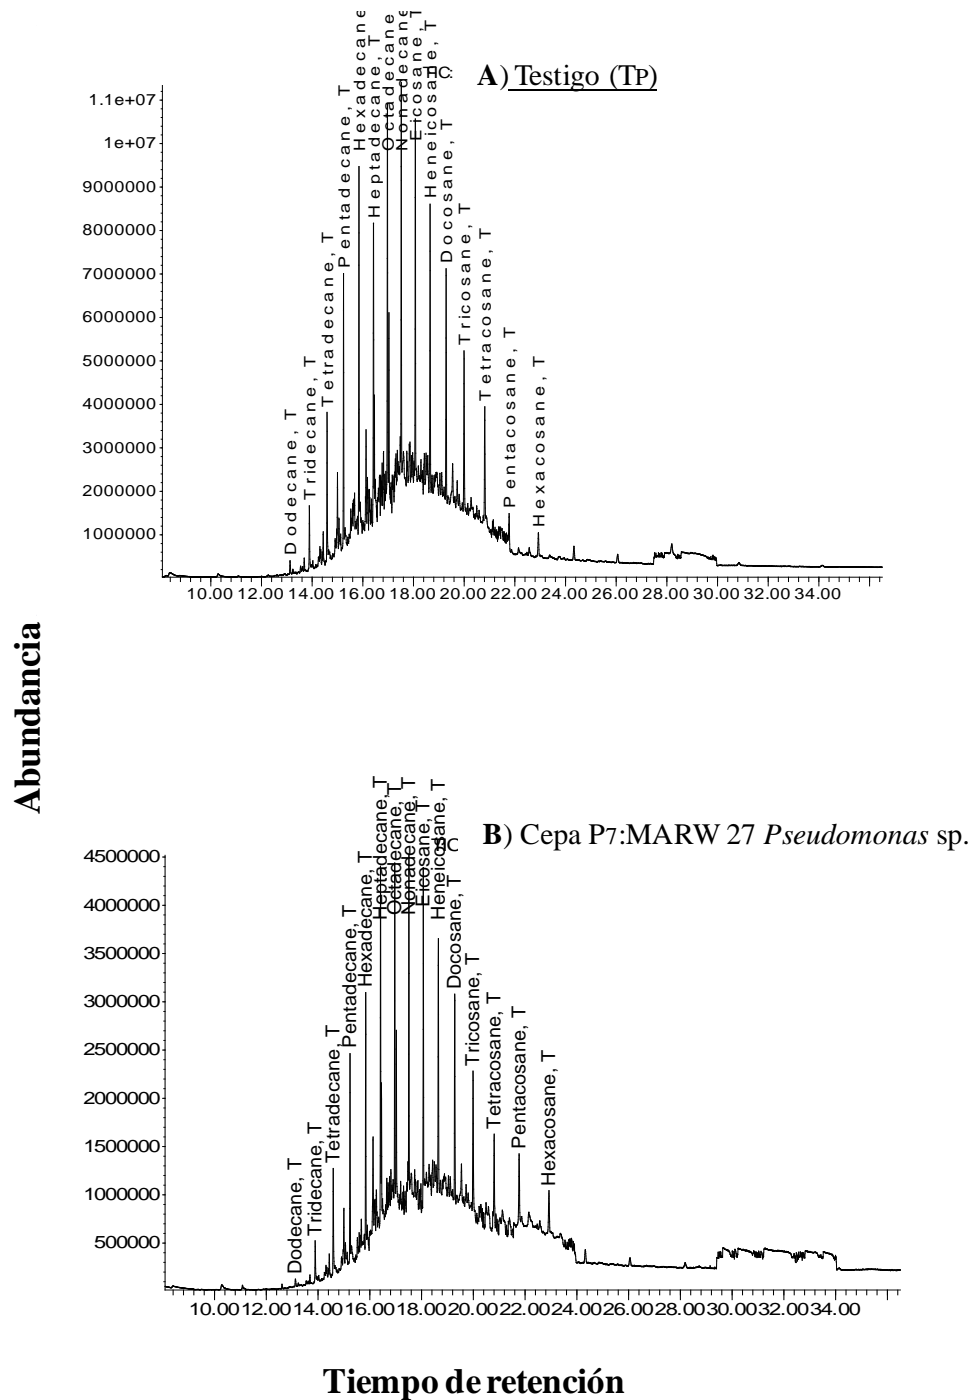 A) Testigo (TP)
TIC:
1.1e+07
1e+07
9000000
8000000
7000000
6000000
5000000
4000000
3000000
2000000
1000000
Dodecane, T
Tridecane, T
Tetradecane, T
Pentadecane, T
Hexadecane
Heptadecane, T
Octadecane
Nonadecane
Eicosane, T
Heneicosane, T
Docosane, T
Tricosane, T
Tetracosane, T
Pentacosane, T
Hexacosane, T
10.00 12.00 14.00 16.00 18.00 20.00 22.00 24.00 26.00 28.00 30.00 32.00 34.00
Abundancia
B) Cepa P7:MARW 27 Pseudomonas sp.
TIC
4500000
4000000
3500000
3000000
2500000
2000000
1500000
1000000
500000
Dodecane, T
Tridecane, T
Tetradecane, T
Pentadecane, T
Hexadecane, T
Heptadecane, T
Octadecane, T
Nonadecane, T
Eicosane, T
Heneicosane, T
Docosane, T
Tricosane, T
Tetracosane, T
Pentacosane, T
Hexacosane, T
10.00 12.00 14.00 16.00 18.00 20.00 22.00 24.00 26.00 28.00 30.00 32.00 34.00
Tiempo de retención